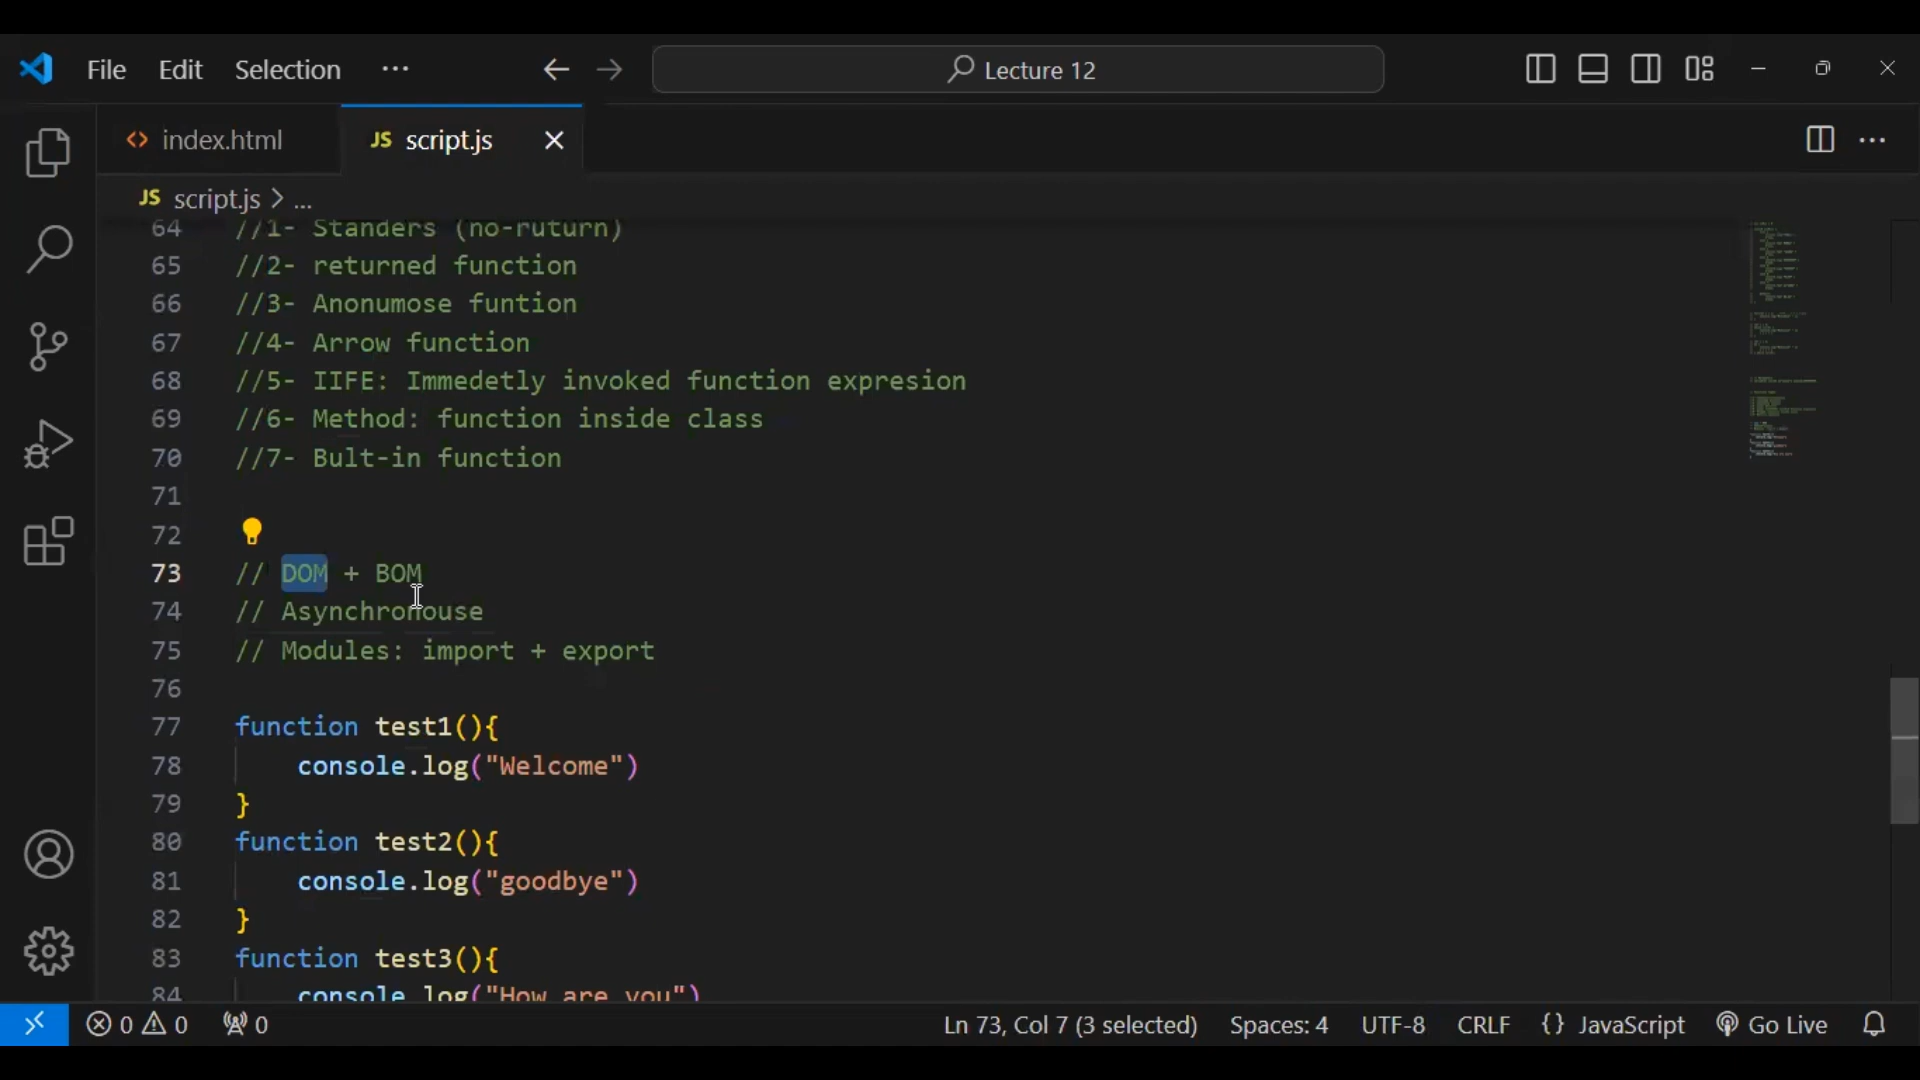 File Edit Selection ··· Lecture 12
index.html JS script.js
JS script.js > ...
64 //1- Standers (no-ruturn)
65 //2- returned function
66 //3- Anonumose funtion
67 //4- Arrow function
68 //5- IIFE: Immedetly invoked function expresion
69 //6- Method: function inside class
70 //7- Bult-in function
71
72
73 // DOM + BOM
74 // Asynchronouse
75 // Modules: import + export
76
77 function test1(){
78 console.log("Welcome")
79 }
80 function test2(){
81 console.log("goodbye")
82 }
83 function test3(){
84 console.log("How are you")
0 0 0 Ln 73, Col 7 (3 selected) Spaces: 4 UTF-8 CRLF {} JavaScript Go Live